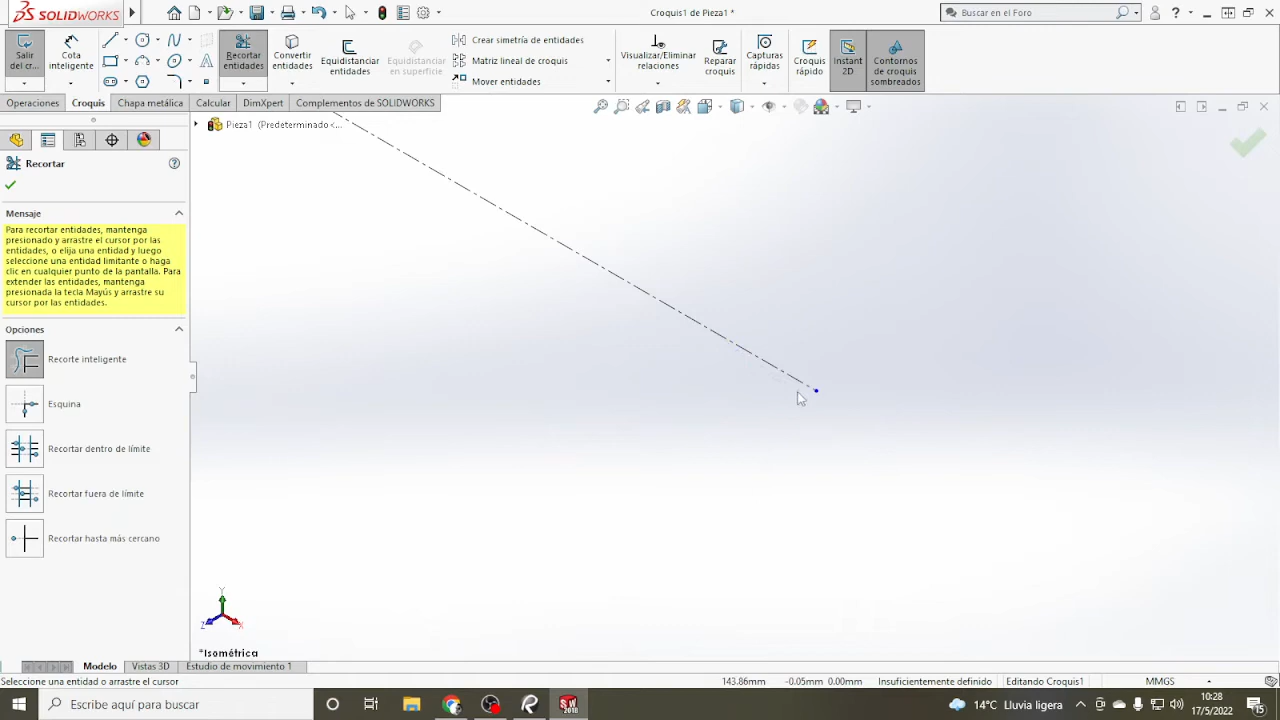 SOLIDWORKS
Croquis1 de Pieza1 *
Buscar en el Foro
Salir
del cr...
Cota
inteligente
Recortar
entidades
Convertir
entidades
Equidistanciar
entidades
Equidistanciar
en superficie
Crear simetría de entidades
Matriz lineal de croquis
Mover entidades
Visualizar/Eliminar
relaciones
Reparar
croquis
Capturas
rápidas
Croquis
rápido
Instant
2D
Contornos
de croquis
sombreados
Operaciones
Croquis
Chapa metálica
Calcular
DimXpert
Complementos de SOLIDWORKS
Pieza1 (Predeterminado <...
Recortar
Mensaje
Para recortar entidades, mantenga
presionado y arrastre el cursor por las
entidades, o elija una entidad y luego
seleccione una entidad limitante o haga
clic en cualquier punto de la pantalla. Para
extender las entidades, mantenga
presionada la tecla Mayús y arrastre su
cursor por las entidades.
Opciones
Recorte inteligente
Esquina
Recortar dentro de límite
Recortar fuera de límite
Recortar hasta más cercano
Y
Z
X
*Isométrica
Modelo
Vistas 3D
Estudio de movimiento 1
Seleccione una entidad o arrastre el cursor
143.86mm
-0.05mm
0.00mm
Insuficientemente definido
Editando Croquis1
MMGS
Escribe aquí para buscar
14°C Lluvia ligera
10:28
17/5/2022